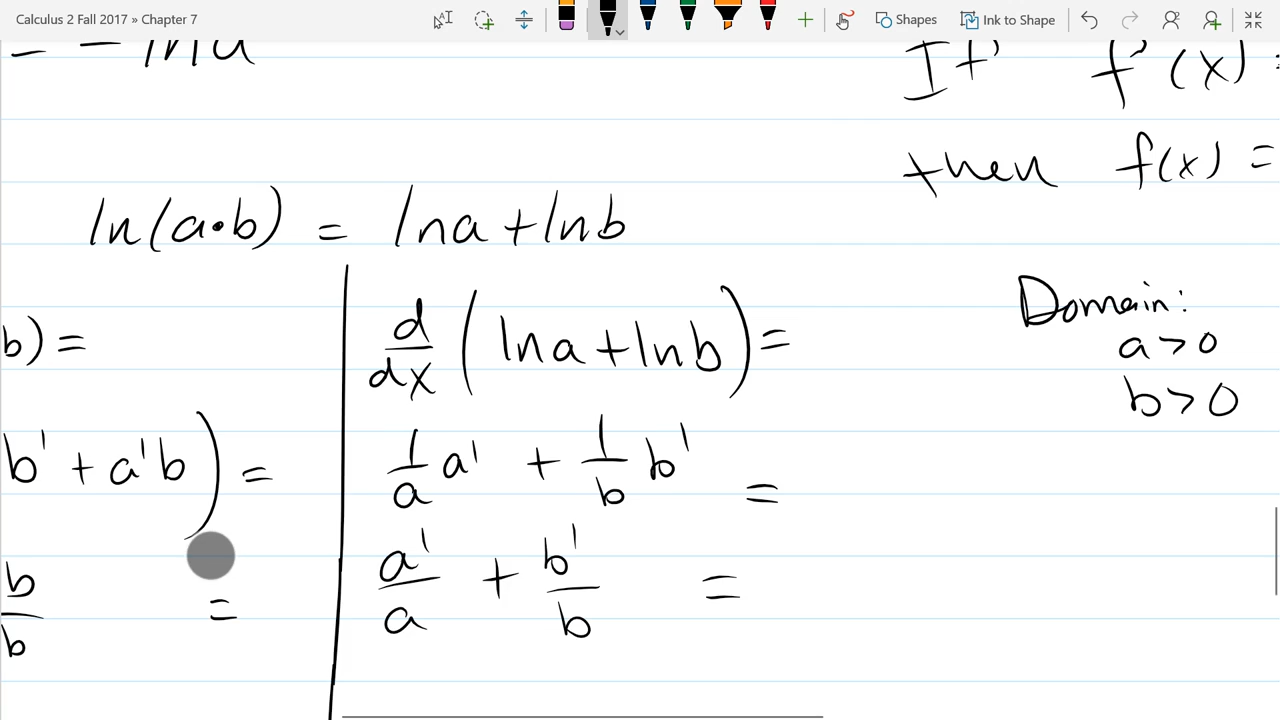 Calculus 2 Fall 2017 » Chapter 7
Shapes
Ink to Shape
= - ln a
If f'(x) =
then f(x) =
ln(a·b) = ln a + ln b
Domain:
a > 0
b > 0
b) =
b' + a'b) =
b
b
=
d/dx (ln a + ln b) =
1/a a' + 1/b b' =
a'/a + b'/b =